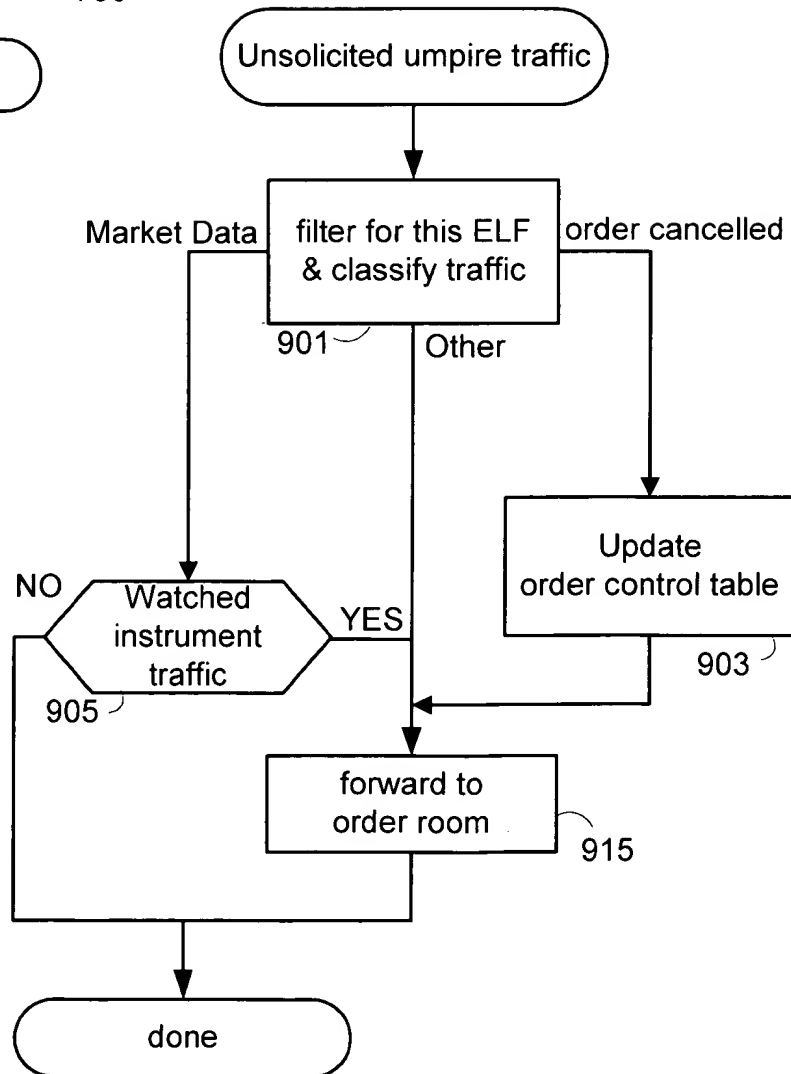 Unsolicited umpire traffic
Market Data
filter for this ELF
& classify traffic
order cancelled
901
Other
Update
order control table
903
NO
Watched
instrument
traffic
YES
905
forward to
order room
915
done